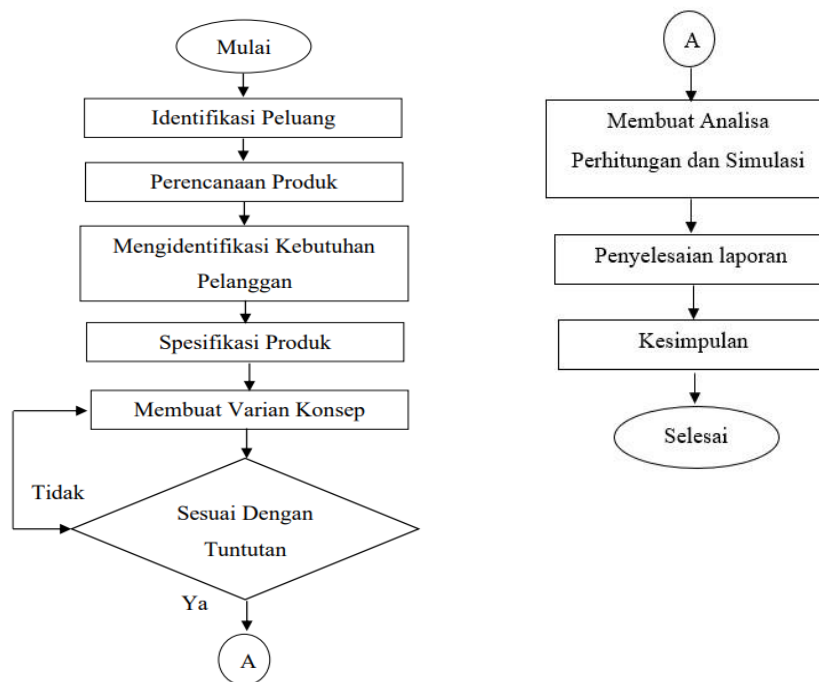 Mulai
Identifikasi Peluang
Perencanaan Produk
Mengidentifikasi Kebutuhan
Pelanggan
Spesifikasi Produk
Membuat Varian Konsep
Tidak
Sesuai Dengan
Tuntutan
Ya
A
A
Membuat Analisa
Perhitungan dan Simulasi
Penyelesaian laporan
Kesimpulan
Selesai